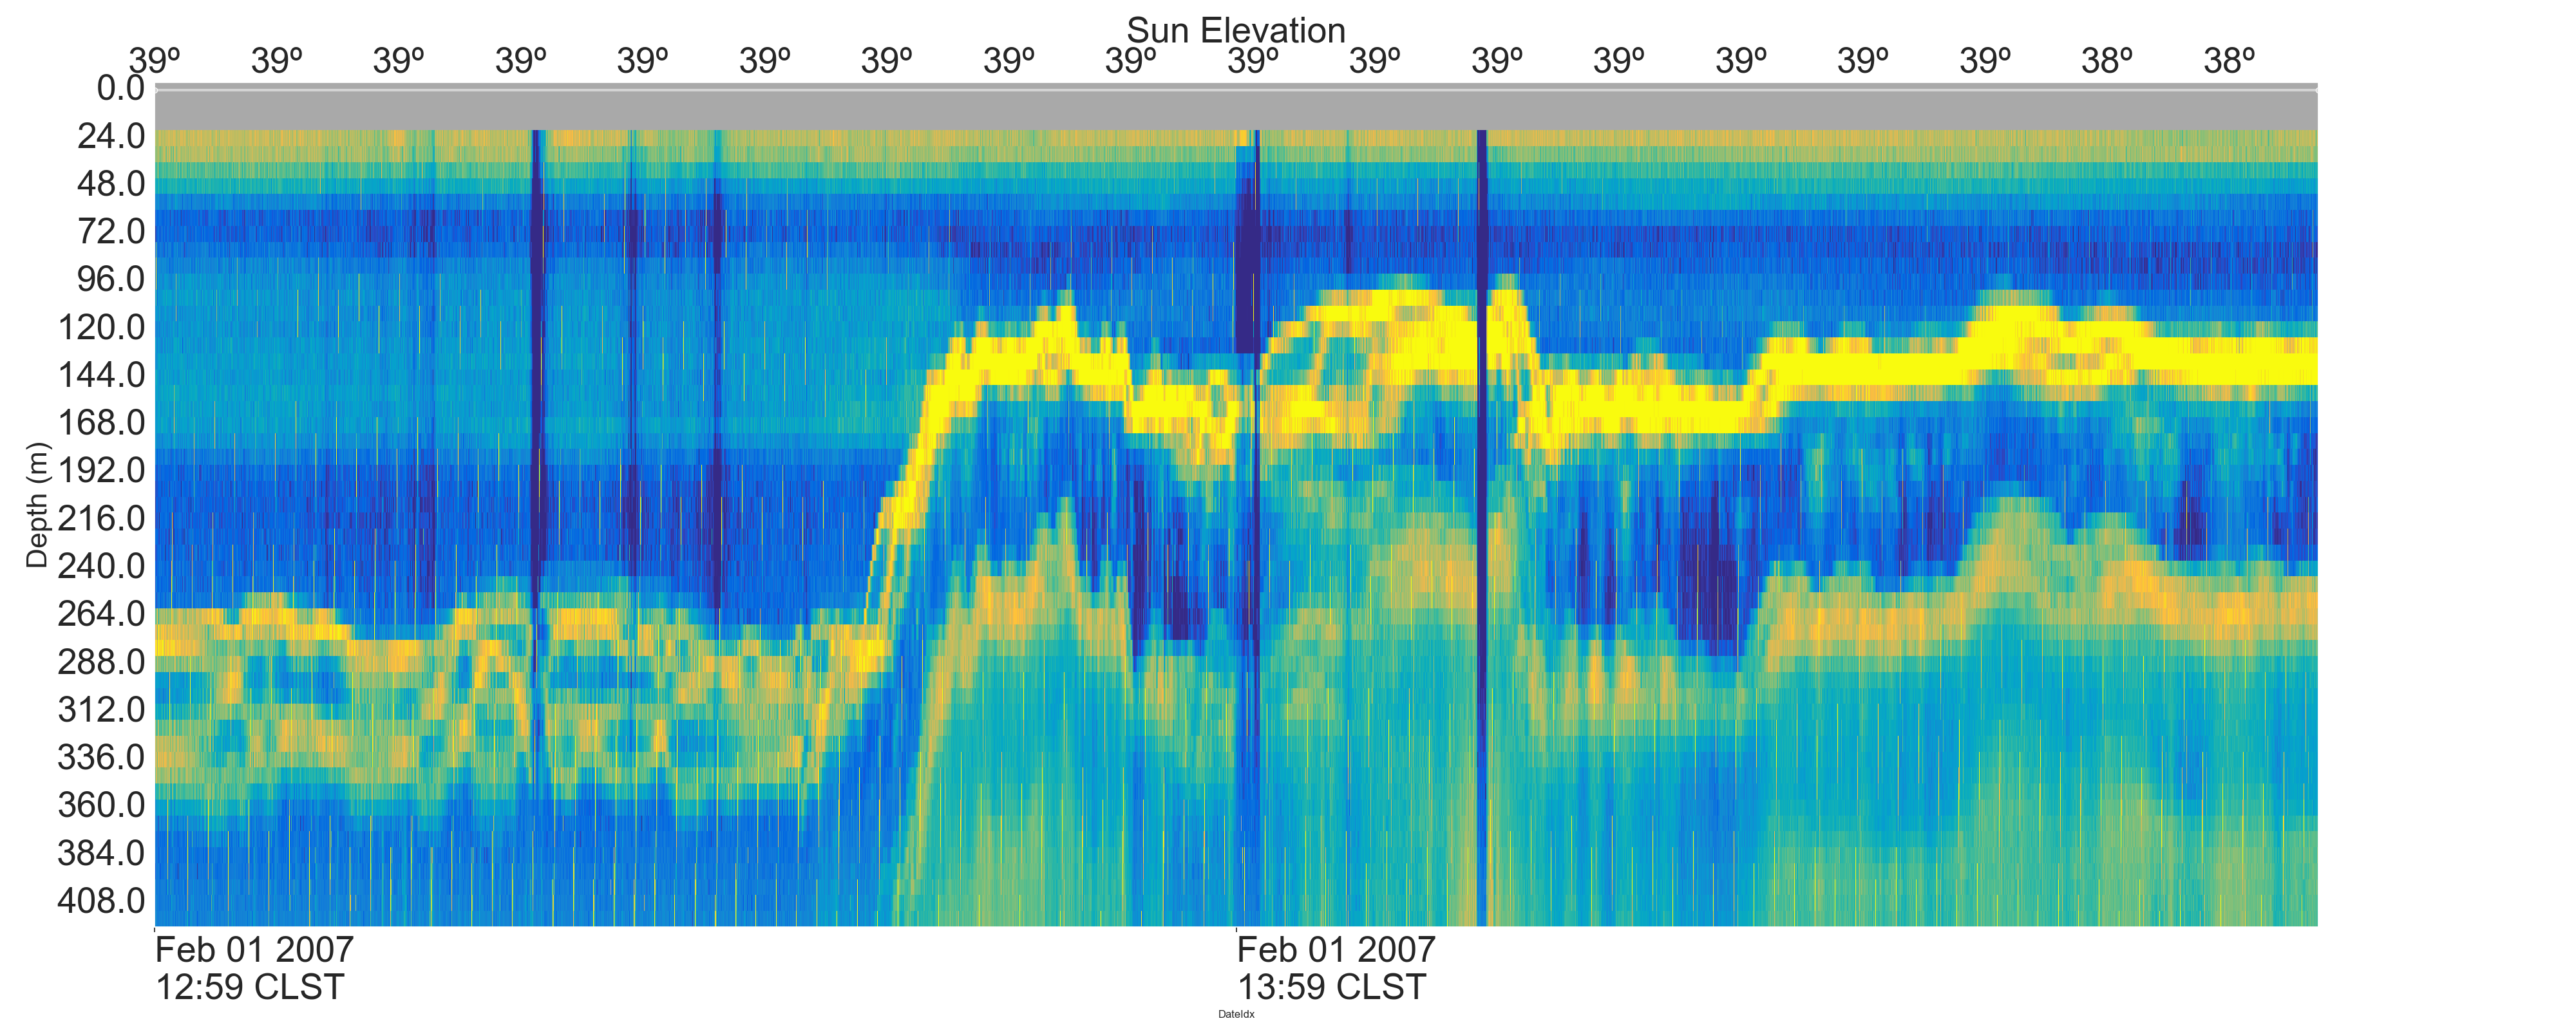 Sun Elevation
39º 39º 39º 39º 39º 39º 39º 39º 39º 39º 39º 39º 39º 39º 39º 39º 38º 38º
0.0
24.0
48.0
72.0
96.0
120.0
144.0
168.0
192.0
216.0
240.0
264.0
288.0
312.0
336.0
360.0
384.0
408.0
Depth (m)
Feb 01 2007
12:59 CLST
Feb 01 2007
13:59 CLST
DateIdx